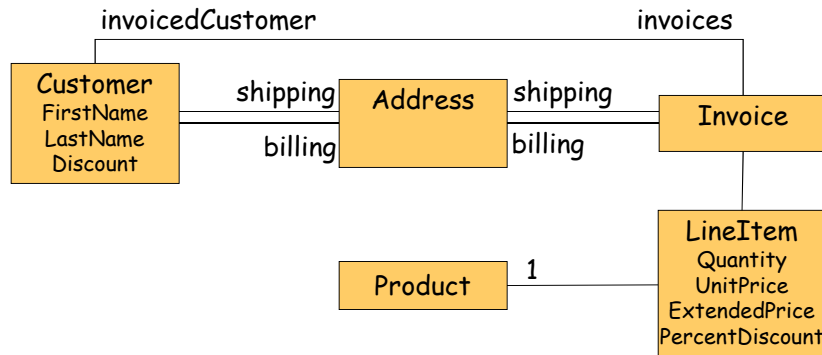 invoicedCustomer invoices
Customer
FirstName
LastName
Discount
shipping
billing
Address
shipping
billing
Invoice
LineItem
Quantity
UnitPrice
ExtendedPrice
PercentDiscount
Product
1